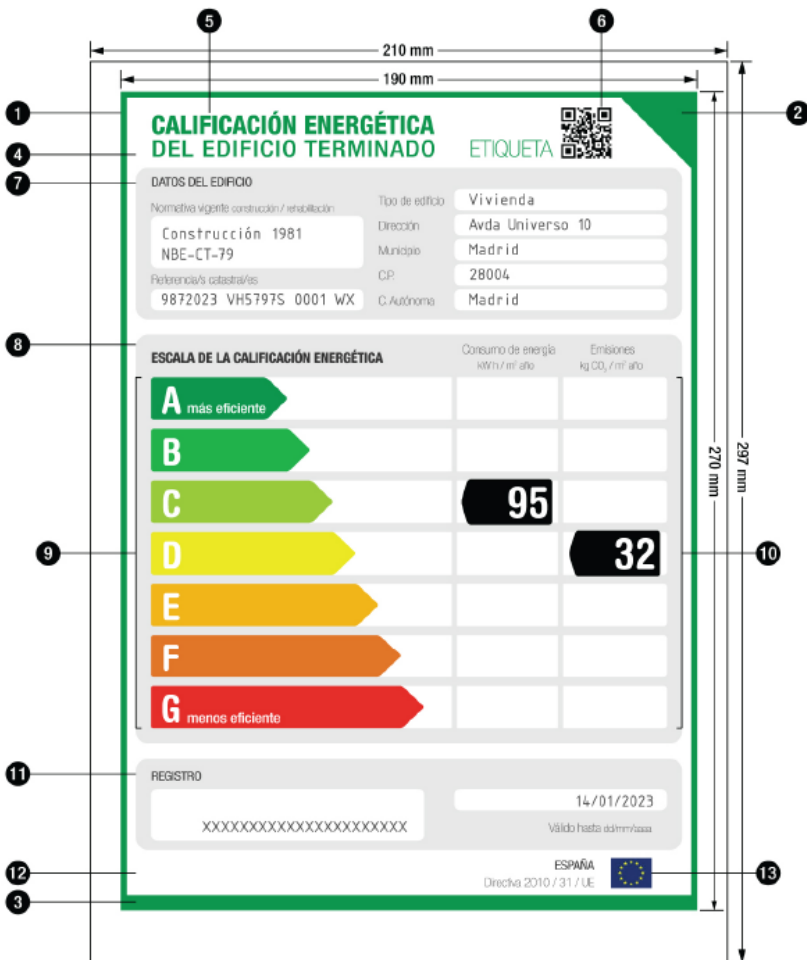 5
6
210 mm
190 mm
1
2
CALIFICACIÓN ENERGÉTICA
DEL EDIFICIO TERMINADO
ETIQUETA
4
7
DATOS DEL EDIFICIO
Normativa vigente construcción / rehabilitación
Construcción 1981
NBE-CT-79
Referencia/s catastral/es
9872023 VH5797S 0001 WX
Tipo de edificio
Vivienda
Dirección
Avda Universo 10
Municipio
Madrid
C.P.
28004
C. Autónoma
Madrid
8
ESCALA DE LA CALIFICACIÓN ENERGÉTICA
Consumo de energía
kW h / m² año
Emisiones
kg CO₂ / m² año
A más eficiente
B
C
95
D
32
E
F
G menos eficiente
9
10
270 mm
297 mm
11
REGISTRO
XXXXXXXXXXXXXXXXXXXXXX
14/01/2023
Válido hasta dd/mm/aaaa
12
ESPAÑA
Directiva 2010 / 31 / UE
13
3